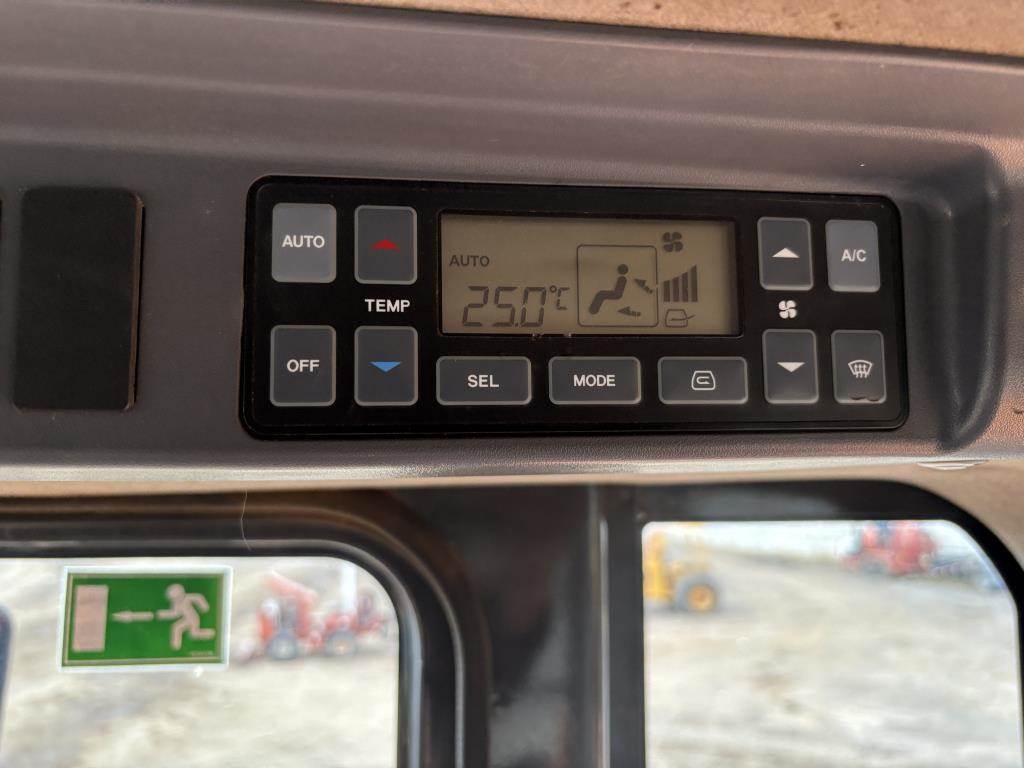 AUTO
TEMP
OFF
AUTO
25.0°C
SEL
MODE
A/C